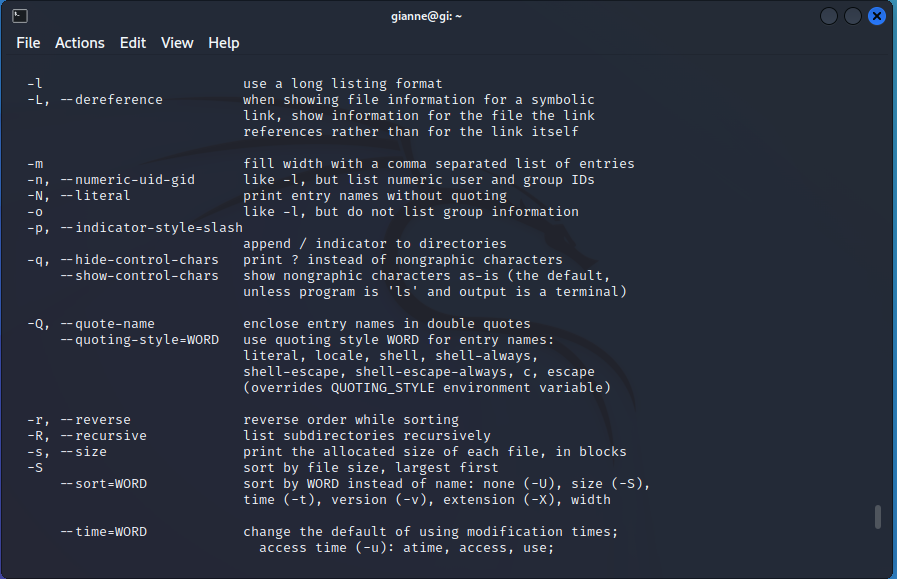 gianne@gi: ~
File Actions Edit View Help
-l use a long listing format
-L, --dereference when showing file information for a symbolic
link, show information for the file the link
references rather than for the link itself
-m fill width with a comma separated list of entries
-n, --numeric-uid-gid like -l, but list numeric user and group IDs
-N, --literal print entry names without quoting
-o like -l, but do not list group information
-p, --indicator-style=slash
append / indicator to directories
-q, --hide-control-chars print ? instead of nongraphic characters
--show-control-chars show nongraphic characters as-is (the default,
unless program is 'ls' and output is a terminal)
-Q, --quote-name enclose entry names in double quotes
--quoting-style=WORD use quoting style WORD for entry names:
literal, locale, shell, shell-always,
shell-escape, shell-escape-always, c, escape
(overrides QUOTING_STYLE environment variable)
-r, --reverse reverse order while sorting
-R, --recursive list subdirectories recursively
-s, --size print the allocated size of each file, in blocks
-S sort by file size, largest first
--sort=WORD sort by WORD instead of name: none (-U), size (-S),
time (-t), version (-v), extension (-X), width
--time=WORD change the default of using modification times;
access time (-u): atime, access, use;